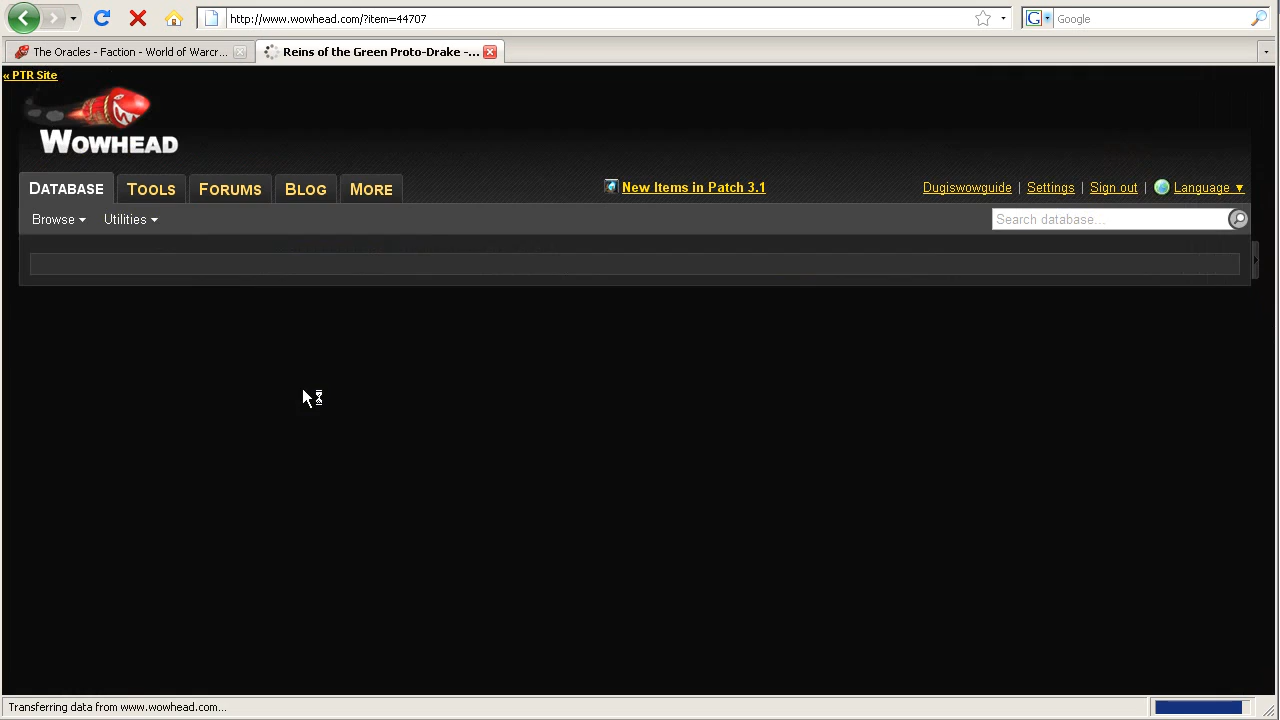 http://www.wowhead.com/?item=44707
Google
The Oracles - Faction - World of Warcr...
Reins of the Green Proto-Drake -...
« PTR Site
WOWHEAD
DATABASE TOOLS FORUMS BLOG MORE
New Items in Patch 3.1
Dugiswowguide | Settings | Sign out | Language ▼
Browse Utilities
Search database...
Transferring data from www.wowhead.com...